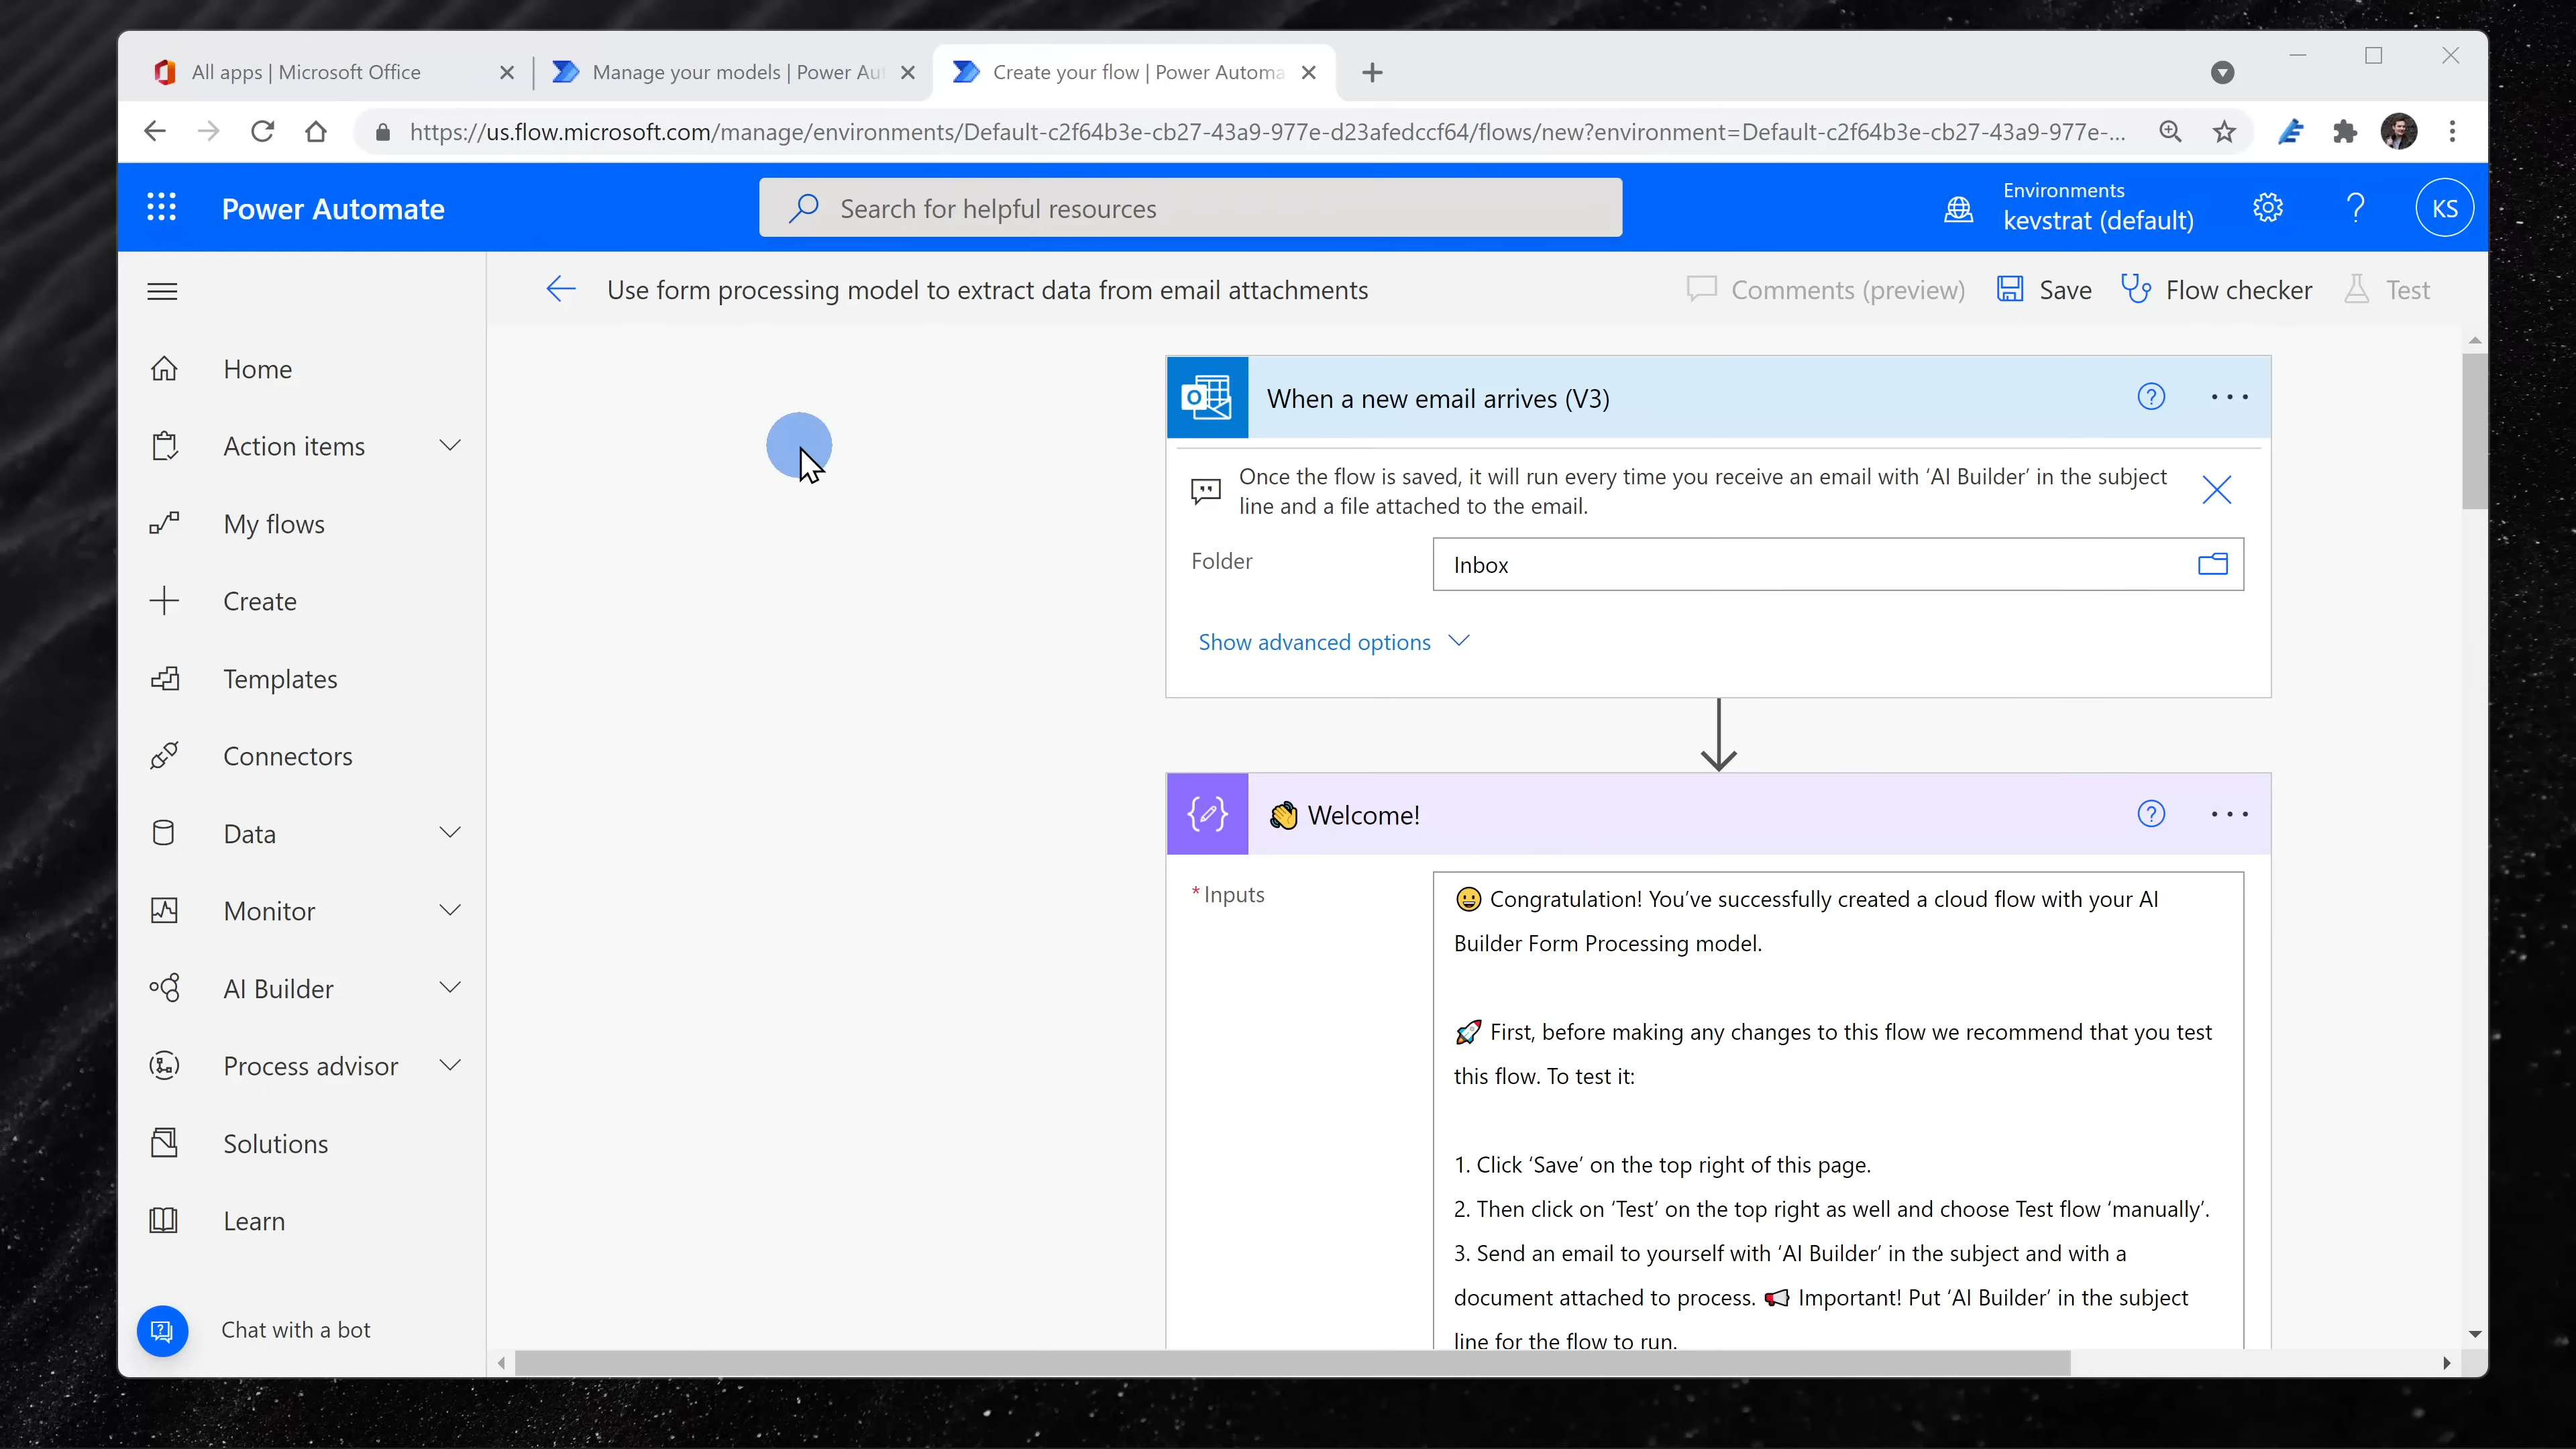 All apps | Microsoft Office
Manage your models | Power Au
Create your flow | Power Automa
https://us.flow.microsoft.com/manage/environments/Default-c2f64b3e-cb27-43a9-977e-d23afedccf64/flows/new?environment=Default-c2f64b3e-cb27-43a9-977e-...
Power Automate
Search for helpful resources
Environments
kevstrat (default)
KS
Use form processing model to extract data from email attachments
Comments (preview)
Save
Flow checker
Test
Home
Action items
My flows
Create
Templates
Connectors
Data
Monitor
AI Builder
Process advisor
Solutions
Learn
Chat with a bot
When a new email arrives (V3)
Once the flow is saved, it will run every time you receive an email with ‘AI Builder’ in the subject
line and a file attached to the email.
Folder
Inbox
Show advanced options
👋 Welcome!
* Inputs
😀 Congratulation! You’ve successfully created a cloud flow with your AI
Builder Form Processing model.
🚀 First, before making any changes to this flow we recommend that you test
this flow. To test it:
1. Click ‘Save’ on the top right of this page.
2. Then click on ‘Test’ on the top right as well and choose Test flow ‘manually’.
3. Send an email to yourself with ‘AI Builder’ in the subject and with a
document attached to process. 📢 Important! Put ‘AI Builder’ in the subject
line for the flow to run.